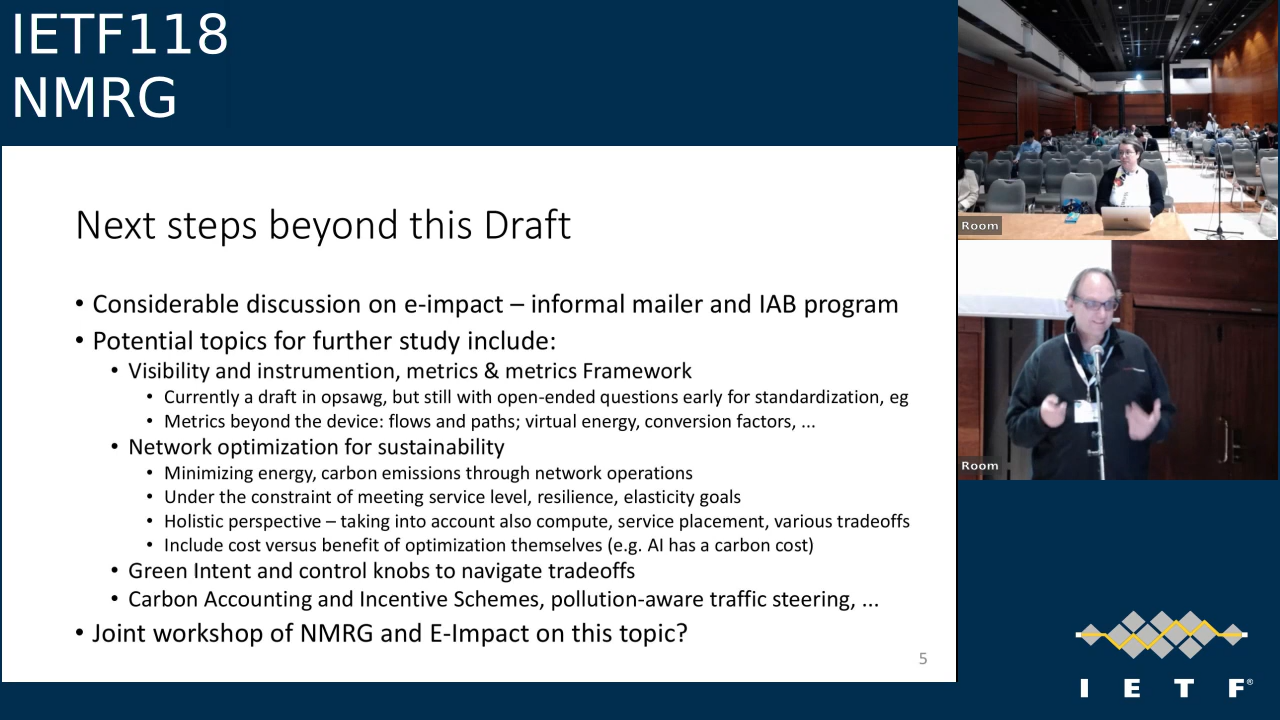 IETF118
NMRG
Next steps beyond this Draft
• Considerable discussion on e-impact – informal mailer and IAB program
• Potential topics for further study include:
• Visibility and instrumention, metrics & metrics Framework
• Currently a draft in opsawg, but still with open-ended questions early for standardization, eg
• Metrics beyond the device: flows and paths; virtual energy, conversion factors, ...
• Network optimization for sustainability
• Minimizing energy, carbon emissions through network operations
• Under the constraint of meeting service level, resilience, elasticity goals
• Holistic perspective – taking into account also compute, service placement, various tradeoffs
• Include cost versus benefit of optimization themselves (e.g. AI has a carbon cost)
• Green Intent and control knobs to navigate tradeoffs
• Carbon Accounting and Incentive Schemes, pollution-aware traffic steering, ...
• Joint workshop of NMRG and E-Impact on this topic?
5
Room
Room
I E T F®